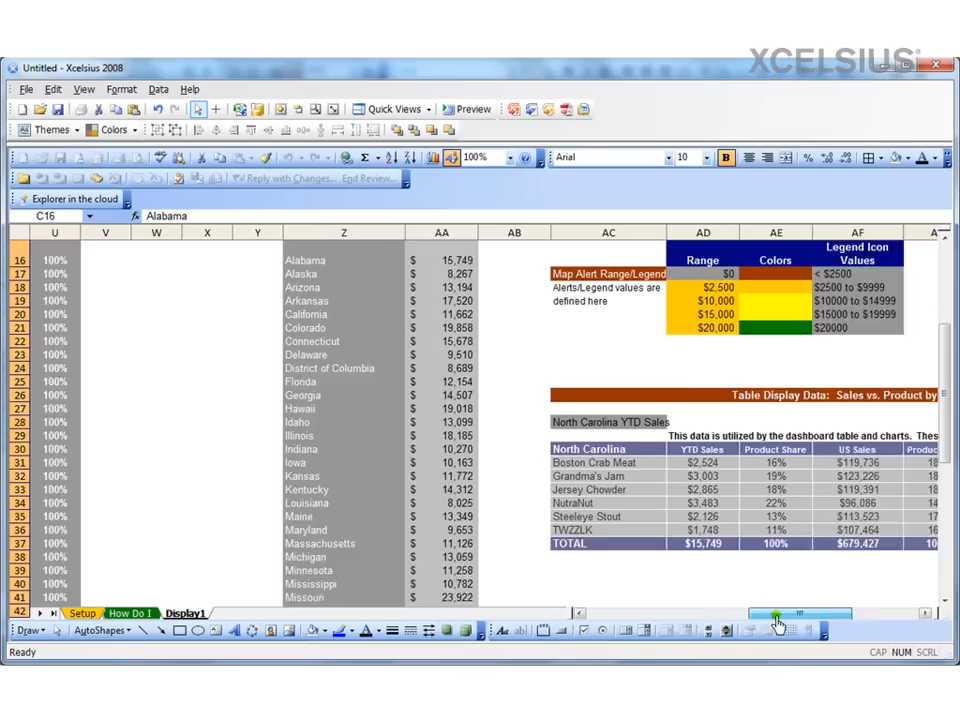 XCELSIUS
Untitled - Xcelsius 2008
File Edit View Format Data Help
Quick Views Preview
Themes Colors
100% Arial 10 B
Reply with Changes... End Review...
Explorer in the cloud
C16 fx Alabama
U V W X Y Z AA AB AC AD AE AF A
Legend Icon
16 100% Alabama $ 15,749 Range Colors Values
17 100% Alaska $ 8,267 Map Alert Range/Legend $0 < $2500
18 100% Arizona $ 13,194 Alerts/Legend values are $2,500 $2500 to $9999
19 100% Arkansas $ 17,520 defined here $10,000 $10000 to $14999
20 100% California $ 11,662 $15,000 $15000 to $19999
21 100% Colorado $ 19,858 $20,000 $20000
22 100% Connecticut $ 15,678
23 100% Delaware $ 9,510
24 100% District of Columbia $ 8,689
25 100% Florida $ 12,154
26 100% Georgia $ 14,507 Table Display Data: Sales vs. Product by
27 100% Hawaii $ 19,018
28 100% Idaho $ 13,099 North Carolina YTD Sales
29 100% Illinois $ 18,185 This data is utilized by the dashboard table and charts. Thes
30 100% Indiana $ 10,270 North Carolina YTD Sales Product Share US Sales Produc
31 100% Iowa $ 10,163 Boston Crab Meat $2,524 16% $119,736 18
32 100% Kansas $ 11,772 Grandma's Jam $3,003 19% $123,226 18
33 100% Kentucky $ 14,312 Jersey Chowder $2,865 18% $119,391 18
34 100% Louisiana $ 8,025 NutraNut $3,483 22% $96,086 14
35 100% Maine $ 13,349 Steeleye Stout $2,126 13% $113,523 17
36 100% Maryland $ 9,653 TWZZLK $1,748 11% $107,464 16
37 100% Massachusetts $ 11,126 TOTAL $15,749 100% $679,427 10
38 100% Michigan $ 13,059
39 100% Minnesota $ 11,258
40 100% Mississippi $ 10,782
41 100% Missouri $ 23,922
42
Setup How Do I Display1
Draw AutoShapes A Aa ab
Ready CAP NUM SCRL